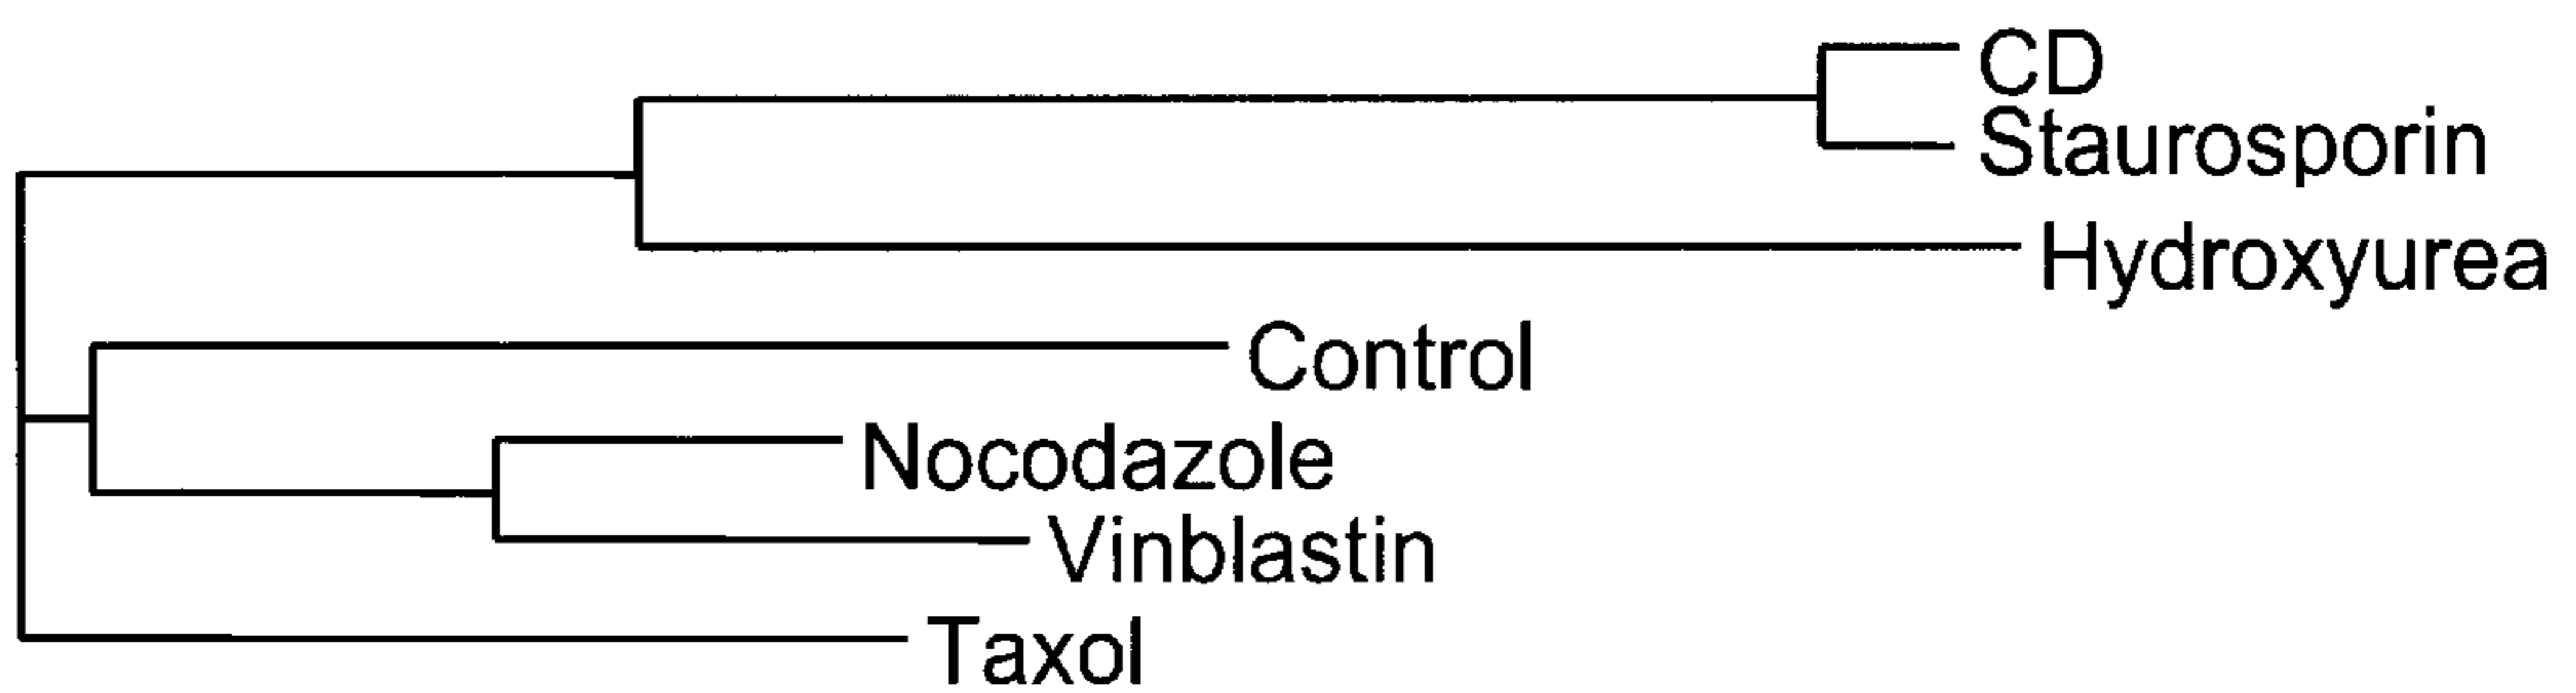 CD
Staurosporin
Hydroxyurea
Control
Nocodazole
Vinblastin
Taxol